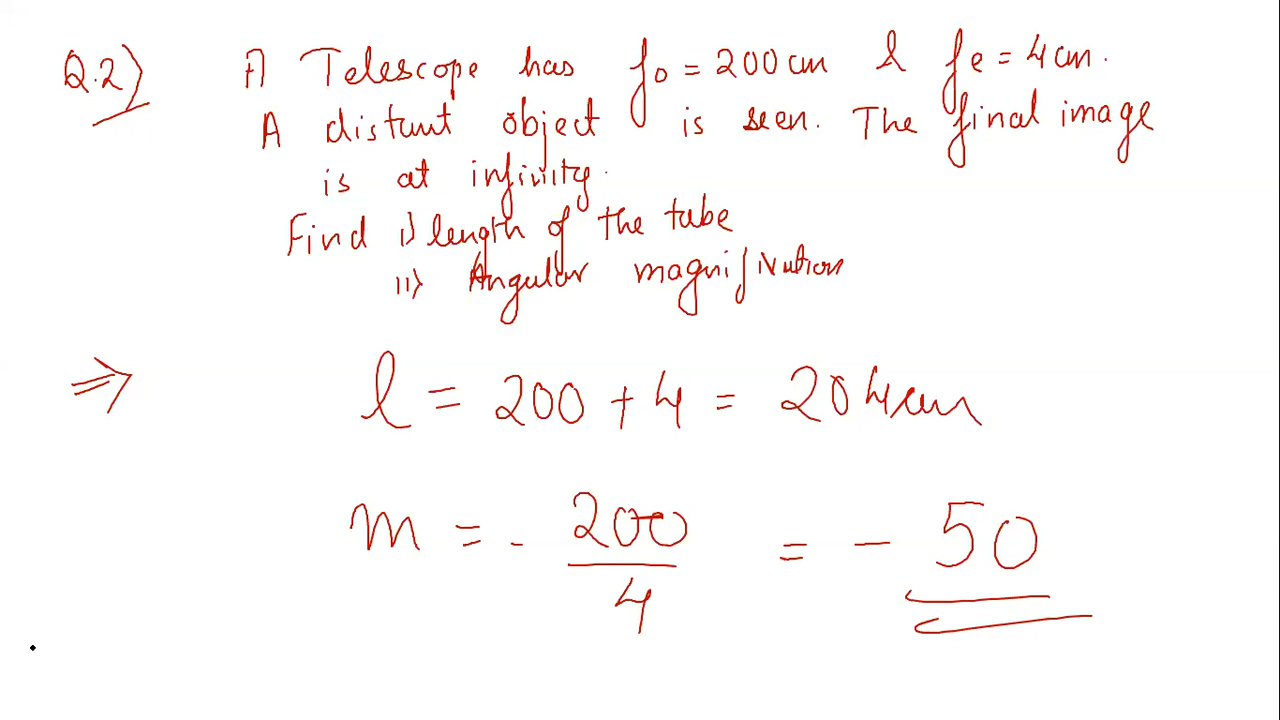 Q.2) A Telescope has fo = 200 cm & fe = 4 cm.
A distant object is seen. The final image
is at infinity.
Find i) length of the tube
ii) Angular magnification
⇒ l = 200 + 4 = 204 cm
m = - 200/4 = - 50